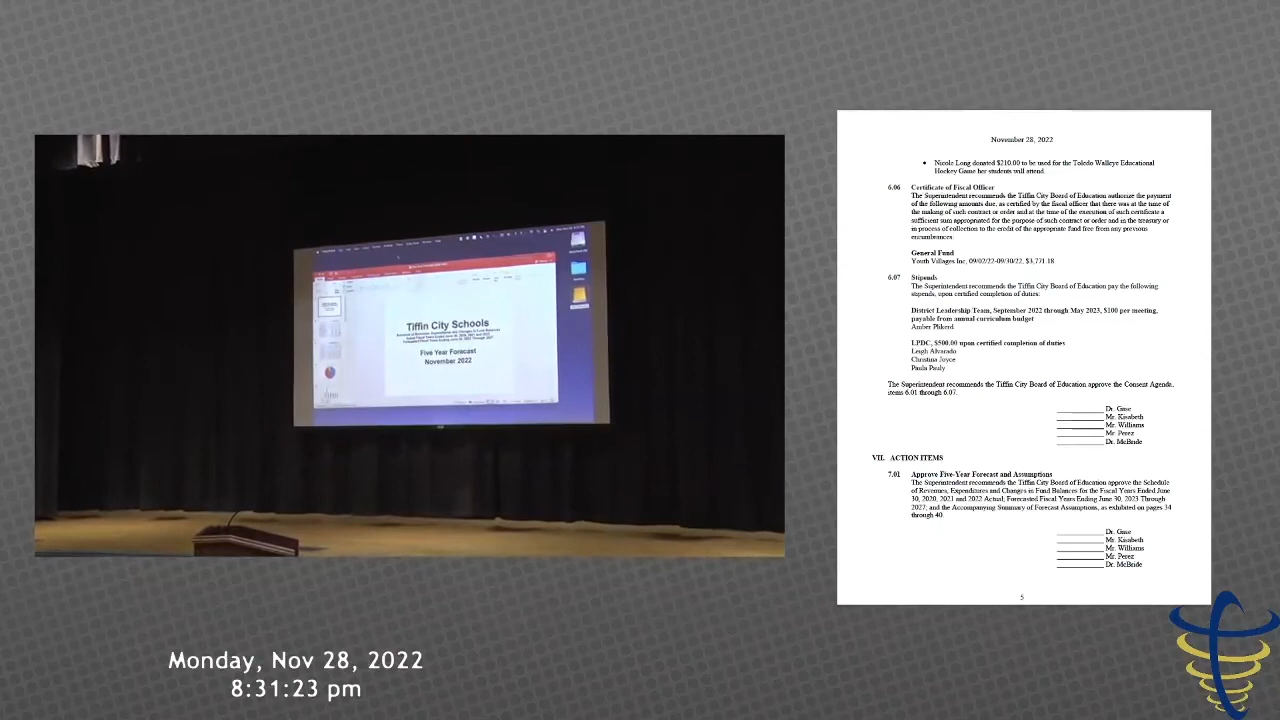 Tiffin City Schools
Five Year Forecast
November 2022
November 28, 2022
• Nicole Long donated $210.00 to be used for the Toledo Walleye Educational
Hockey Game her students will attend.
6.06 Certificate of Fiscal Officer
The Superintendent recommends the Tiffin City Board of Education authorize the payment
of the following amounts due, as certified by the fiscal officer that there was at the time of
the making of such contract or order and at the time of the execution of such certificate a
sufficient sum appropriated for the purpose of such contract or order and in the treasury or
in process of collection to the credit of the appropriate fund free from any previous
encumbrances:
General Fund
Youth Villages Inc, 09/02/22-09/30/22, $3,771.18
6.07 Stipends
The Superintendent recommends the Tiffin City Board of Education pay the following
stipends, upon certified completion of duties:
District Leadership Team, September 2022 through May 2023, $100 per meeting,
payable from annual curriculum budget
Amber Plikerd
LPDC, $500.00 upon certified completion of duties
Leigh Alvarado
Christina Joyce
Paula Pauly
The Superintendent recommends the Tiffin City Board of Education approve the Consent Agenda,
items 6.01 through 6.07.
________ Dr. Gase
________ Mr. Kisabeth
________ Mr. Williams
________ Mr. Perez
________ Dr. McBride
VII. ACTION ITEMS
7.01 Approve Five-Year Forecast and Assumptions
The Superintendent recommends the Tiffin City Board of Education approve the Schedule
of Revenues, Expenditures and Changes in Fund Balances for the Fiscal Years Ended June
30, 2020, 2021 and 2022 Actual; Forecasted Fiscal Years Ending June 30, 2023 Through
2027; and the Accompanying Summary of Forecast Assumptions, as exhibited on pages 34
through 40.
________ Dr. Gase
________ Mr. Kisabeth
________ Mr. Williams
________ Mr. Perez
________ Dr. McBride
5
Monday, Nov 28, 2022
8:31:23 pm